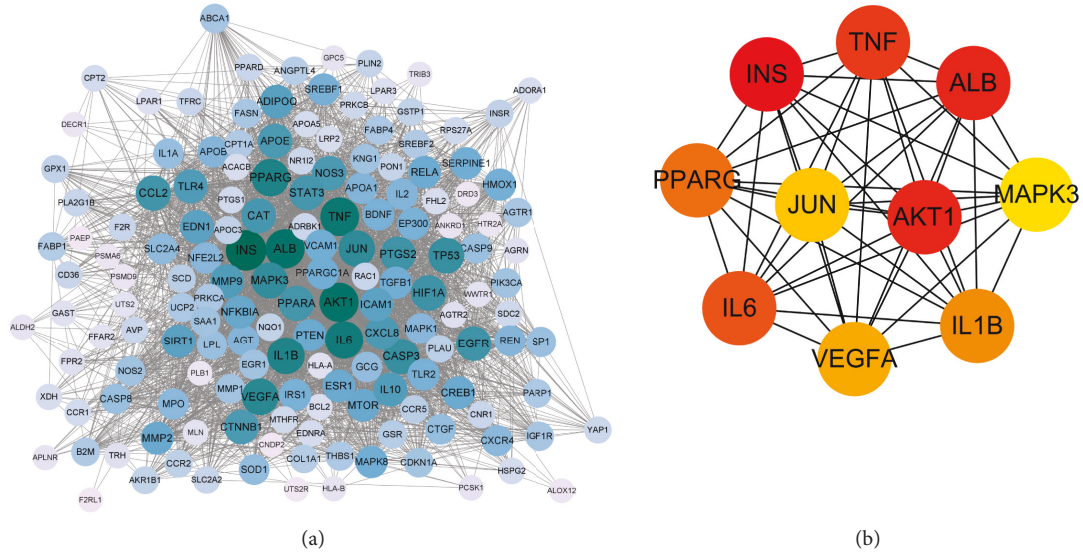 ABCA1
GPC5
CPT2
PPARD
ANGPTL4
PLIN2
TRIB3
LPAR1
TFRC
ADIPOQ
SREBF1
LPAR3
ADORA1
DECR1
FASN
PRKCB
GSTP1
INSR
APOA5
IL1A
APOB
CPT1A
APOE
LRP2
FABP4
SREBF2
RPS27A
GPX1
ACACB
NR1I2
KNG1
PON1
SERPINE1
CCL2
TLR4
PPARG
NOS3
RELA
PLA2G1B
PTGS1
STAT3
APOA1
IL2
FHL2
DRD3
HMOX1
F2R
EDN1
CAT
TNF
BDNF
EP300
ANKRD1
HTR2A
AGTR1
PAEP
APOC3
ADRBK1
FABP1
SLC2A4
NFE2L2
INS
ALB
VCAM1
JUN
PTGS2
TP53
CASP9
AGRN
PSMA6
CD36
PSMD9
SCD
MMP9
MAPK3
PPARGC1A
RAC1
TGFB1
HIF1A
WWTR1
PIK3CA
UTS2
PRKCA
UCP2
PPARA
AKT1
ICAM1
AGTR2
SDC2
GAST
SAA1
NFKBIA
ALDH2
FFAR2
AVP
NQO1
PTEN
CXCL8
MAPK1
SIRT1
LPL
AGT
IL6
PLAU
EGFR
REN
SP1
FPR2
NOS2
PLB1
EGR1
IL1B
HLA-A
GCG
CASP3
TLR2
XDH
CASP8
MPO
MMP1
VEGFA
IRS1
ESR1
IL10
CREB1
PARP1
CCR1
BCL2
MTOR
CCR5
CNR1
MTHFR
MLN
CTNNB1
EDNRA
CTGF
YAP1
MMP2
CNDP2
GSR
CXCR4
IGF1R
APLNR
B2M
TRH
CCR2
COL1A1
THBS1
MAPK8
CDKN1A
HSPG2
AKR1B1
SLC2A2
SOD1
HLA-B
PCSK1
F2RL1
UTS2R
ALOX12
(a)
TNF
INS
ALB
PPARG
JUN
AKT1
MAPK3
IL6
IL1B
VEGFA
(b)